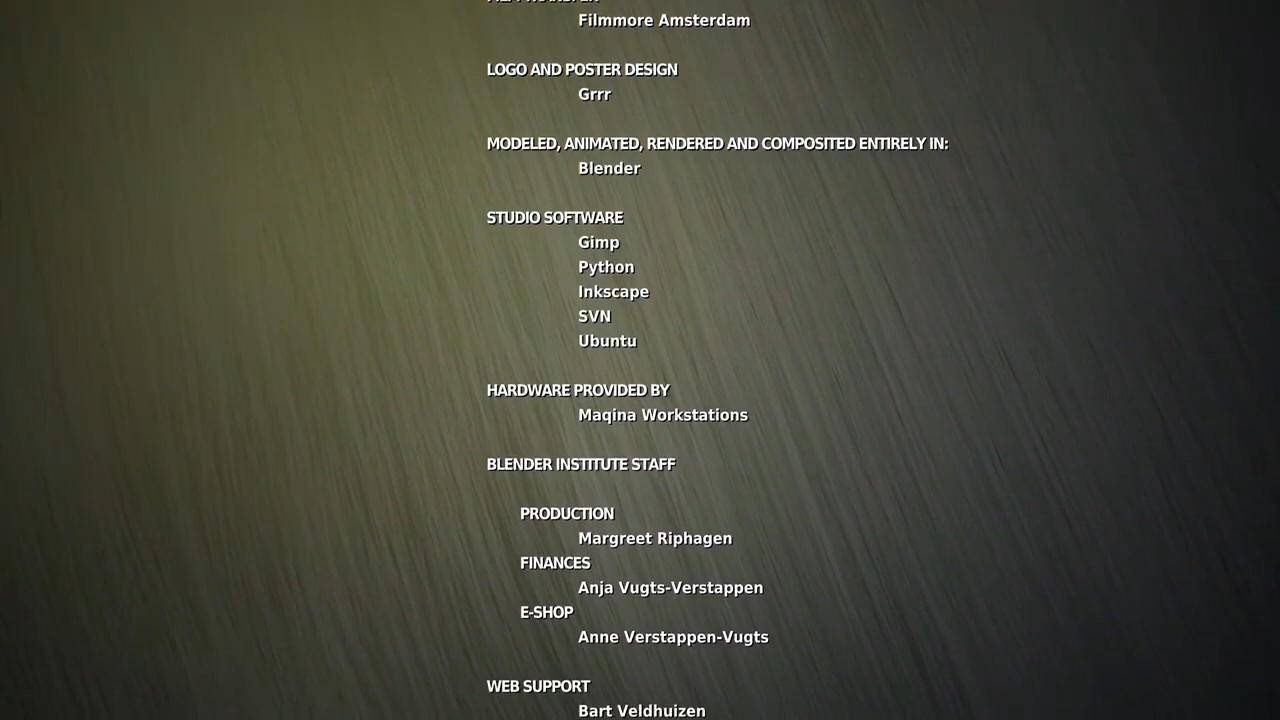 Filmmore Amsterdam
LOGO AND POSTER DESIGN
Grrr
MODELED, ANIMATED, RENDERED AND COMPOSITED ENTIRELY IN:
Blender
STUDIO SOFTWARE
Gimp
Python
Inkscape
SVN
Ubuntu
HARDWARE PROVIDED BY
Maqina Workstations
BLENDER INSTITUTE STAFF
PRODUCTION
Margreet Riphagen
FINANCES
Anja Vugts-Verstappen
E-SHOP
Anne Verstappen-Vugts
WEB SUPPORT
Bart Veldhuizen